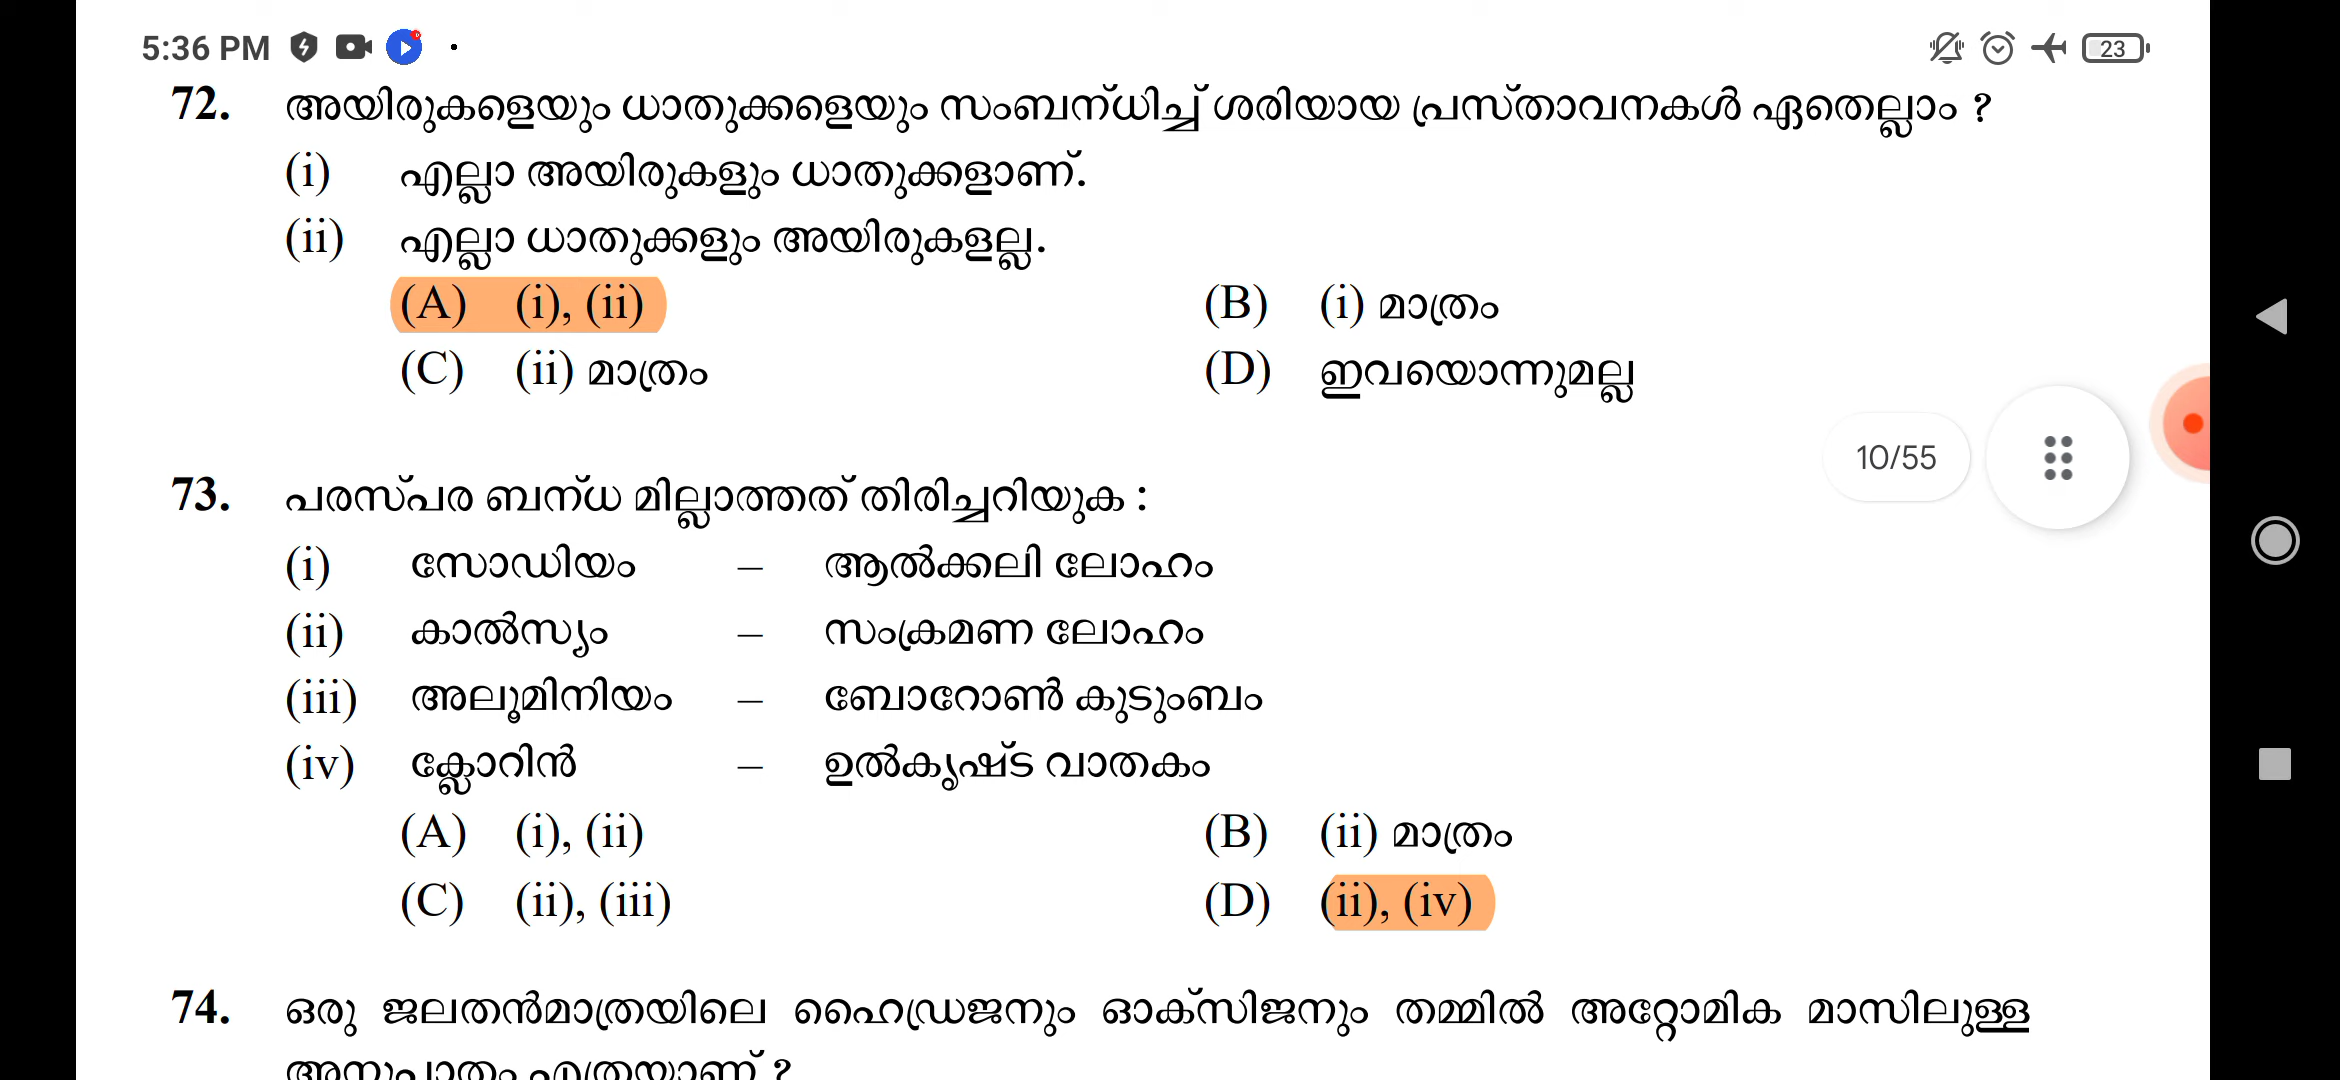 5:36 PM
23
72. അയിരുകളെയും ധാതുക്കളെയും സംബന്ധിച്ച് ശരിയായ പ്രസ്താവനകൾ ഏതെല്ലാം ?
(i) എല്ലാ അയിരുകളും ധാതുക്കളാണ്.
(ii) എല്ലാ ധാതുക്കളും അയിരുകളല്ല.
(A) (i), (ii) (B) (i) മാത്രം
(C) (ii) മാത്രം (D) ഇവയൊന്നുമല്ല
10/55
73. പരസ്പര ബന്ധ മില്ലാത്തത് തിരിച്ചറിയുക :
(i) സോഡിയം – ആൽക്കലി ലോഹം
(ii) കാൽസ്യം – സംക്രമണ ലോഹം
(iii) അലൂമിനിയം – ബോറോൺ കുടുംബം
(iv) ക്ലോറിൻ – ഉൽകൃഷ്ട വാതകം
(A) (i), (ii) (B) (ii) മാത്രം
(C) (ii), (iii) (D) (ii), (iv)
74. ഒരു ജലതൻമാത്രയിലെ ഹൈഡ്രജനും ഓക്സിജനും തമ്മിൽ അറ്റോമിക മാസിലുള്ള
അനുപാതം എത്രയാണ് ?